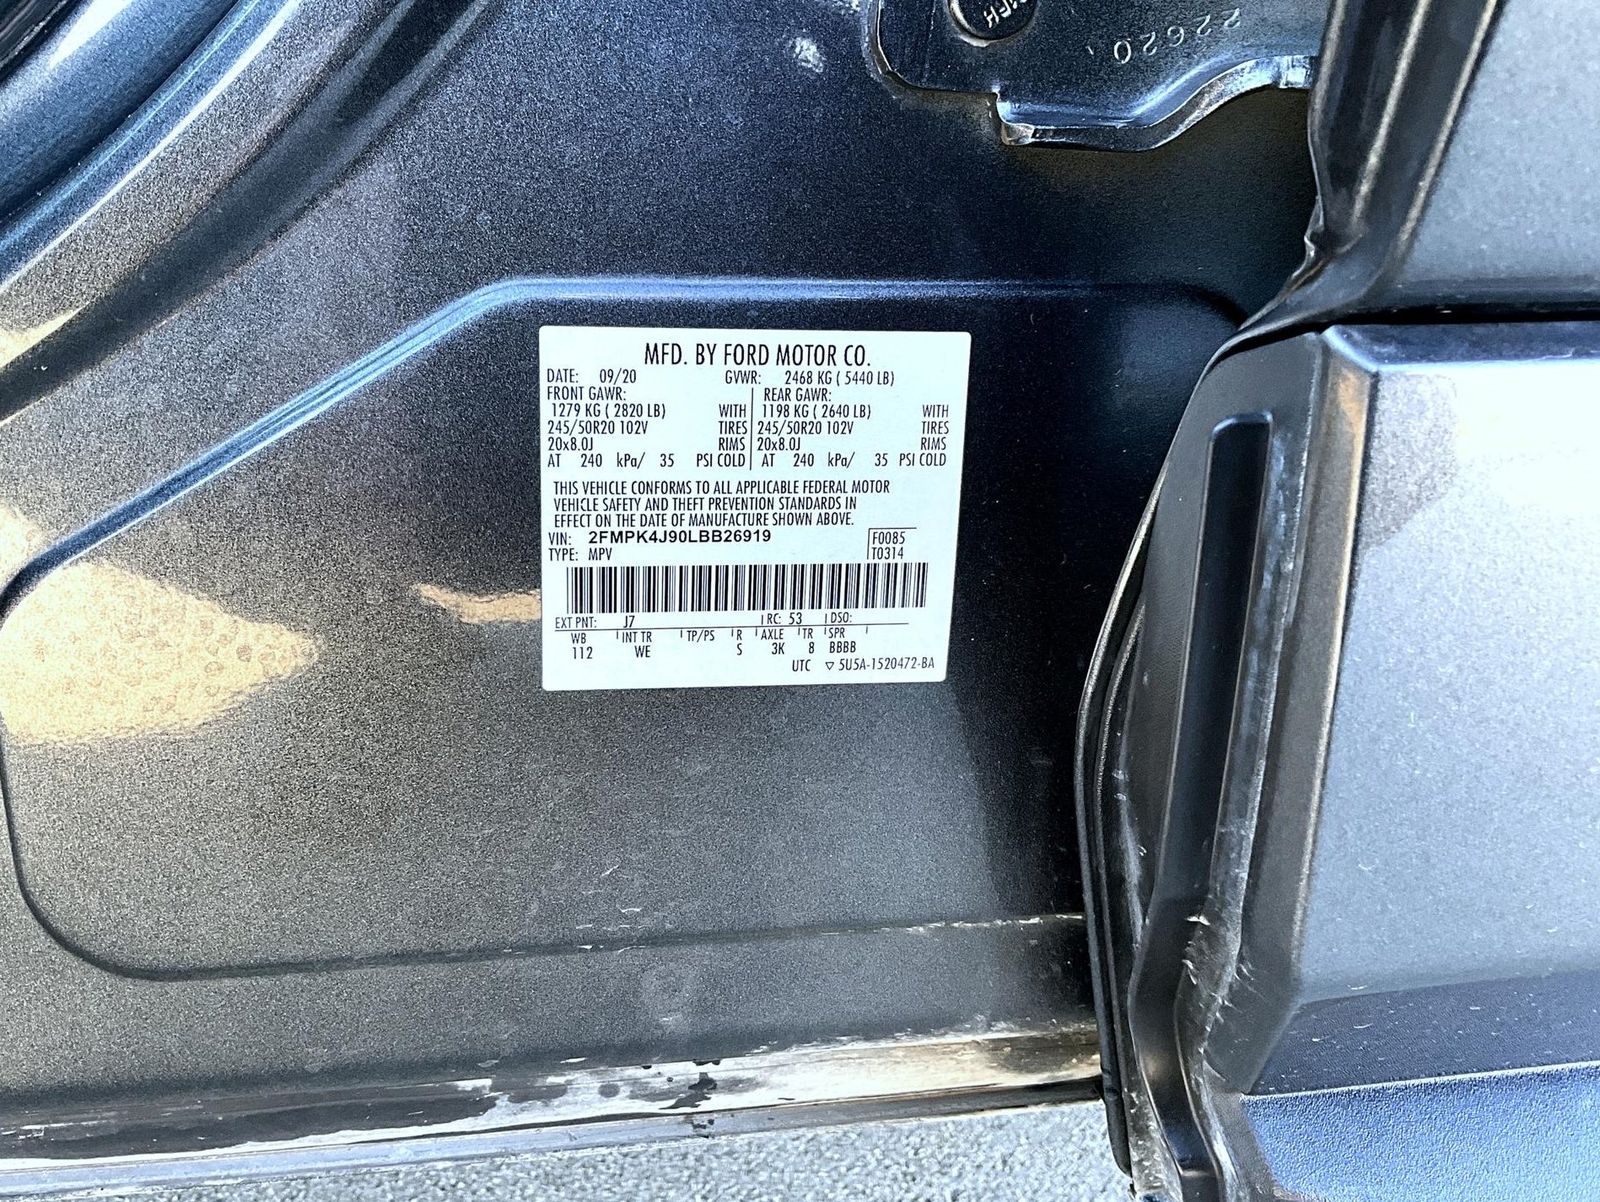 22620
MFD. BY FORD MOTOR CO.
DATE: 09/20 GVWR: 2468 KG ( 5440 LB)
FRONT GAWR: REAR GAWR:
1279 KG ( 2820 LB) WITH 1198 KG ( 2640 LB) WITH
245/50R20 102V TIRES 245/50R20 102V TIRES
20x8.0J RIMS 20x8.0J RIMS
AT 240 kPa/ 35 PSI COLD AT 240 kPa/ 35 PSI COLD
THIS VEHICLE CONFORMS TO ALL APPLICABLE FEDERAL MOTOR
VEHICLE SAFETY AND THEFT PREVENTION STANDARDS IN
EFFECT ON THE DATE OF MANUFACTURE SHOWN ABOVE.
VIN: 2FMPK4J90LBB26919 F0085
TYPE: MPV T0314
EXT PNT: J7 RC: 53 DSO:
WB INT TR TP/PS R AXLE TR SPR
112 WE S 3K 8 BBBB
UTC ▽ 5U5A-1520472-BA